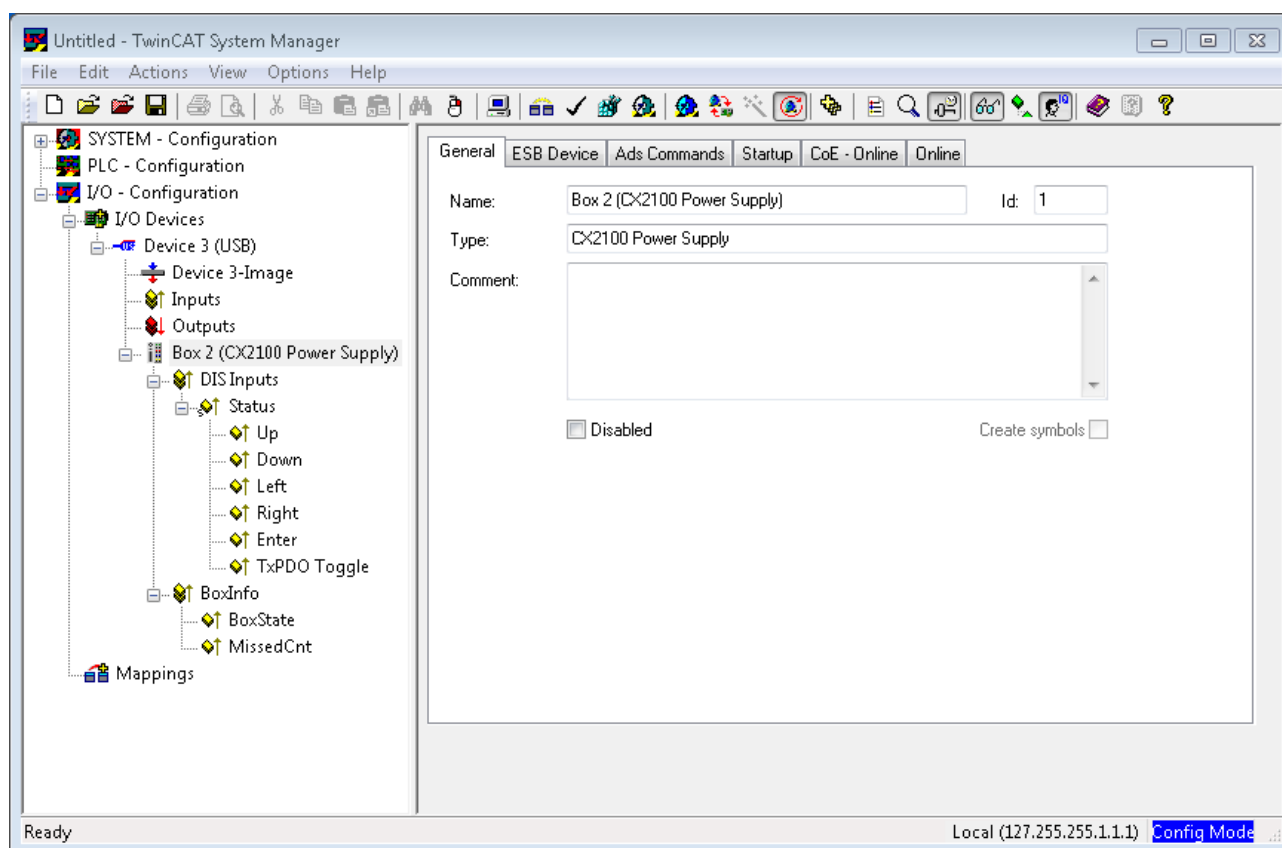 Untitled - TwinCAT System Manager
File Edit Actions View Options Help
SYSTEM - Configuration
PLC - Configuration
I/O - Configuration
I/O Devices
Device 3 (USB)
Device 3-Image
Inputs
Outputs
Box 2 (CX2100 Power Supply)
DIS Inputs
Status
Up
Down
Left
Right
Enter
TxPDO Toggle
BoxInfo
BoxState
MissedCnt
Mappings
General ESB Device Ads Commands Startup CoE - Online Online
Name: Box 2 (CX2100 Power Supply) Id: 1
Type: CX2100 Power Supply
Comment:
Disabled Create symbols
Ready Local (127.255.255.1.1.1) Config Mode